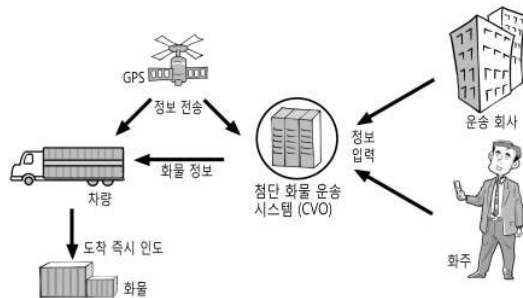 GPS
정보 전송
운송 회사
정보
입력
화물 정보
차량
첨단 화물 운송
시스템 (CVO)
도착 즉시 인도
화물
화주